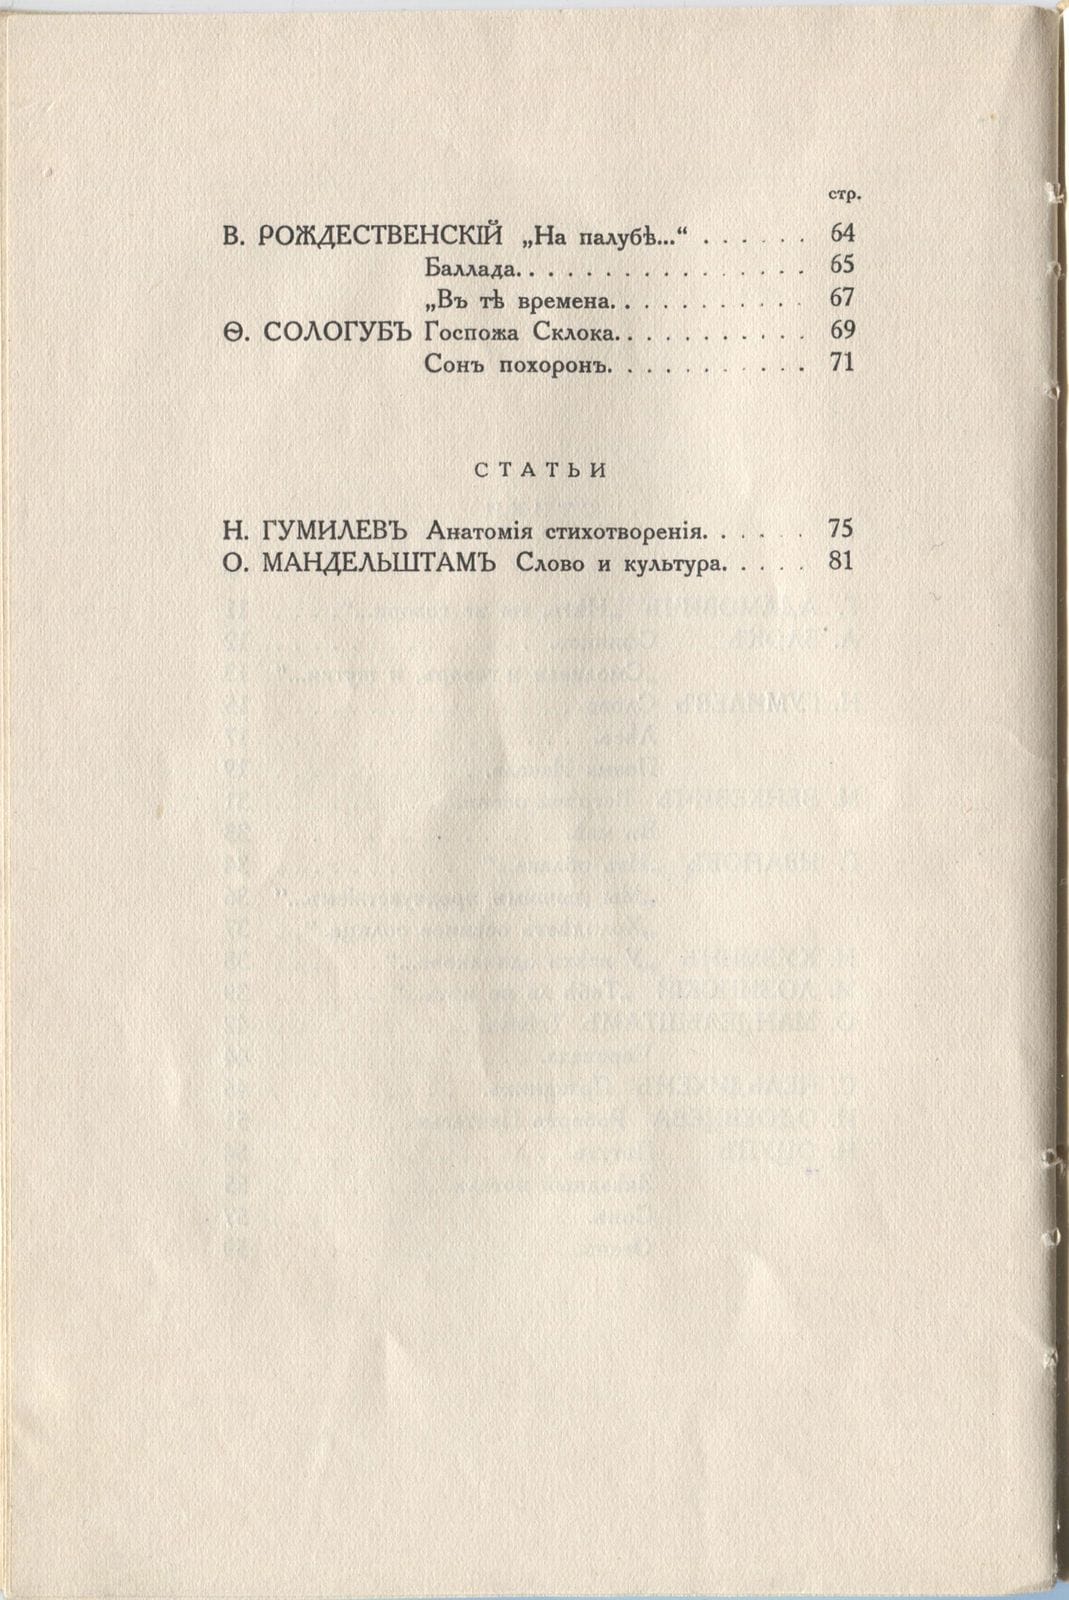 стр.
В. РОЖДЕСТВЕНСКІЙ „На палубѣ...“ . . . . . . 64
Баллада. . . . . . . . . . . . . . . . 65
„Въ тѣ времена. . . . . . . . . . . 67
Ѳ. СОЛОГУБЪ Госпожа Склока. . . . . . . . . . . 69
Сонъ похоронъ. . . . . . . . . . . 71
СТАТЬИ
Н. ГУМИЛЕВЪ Анатомія стихотворенія. . . . . . 75
О. МАНДЕЛЬШТАМЪ Слово и культура. . . . . 81